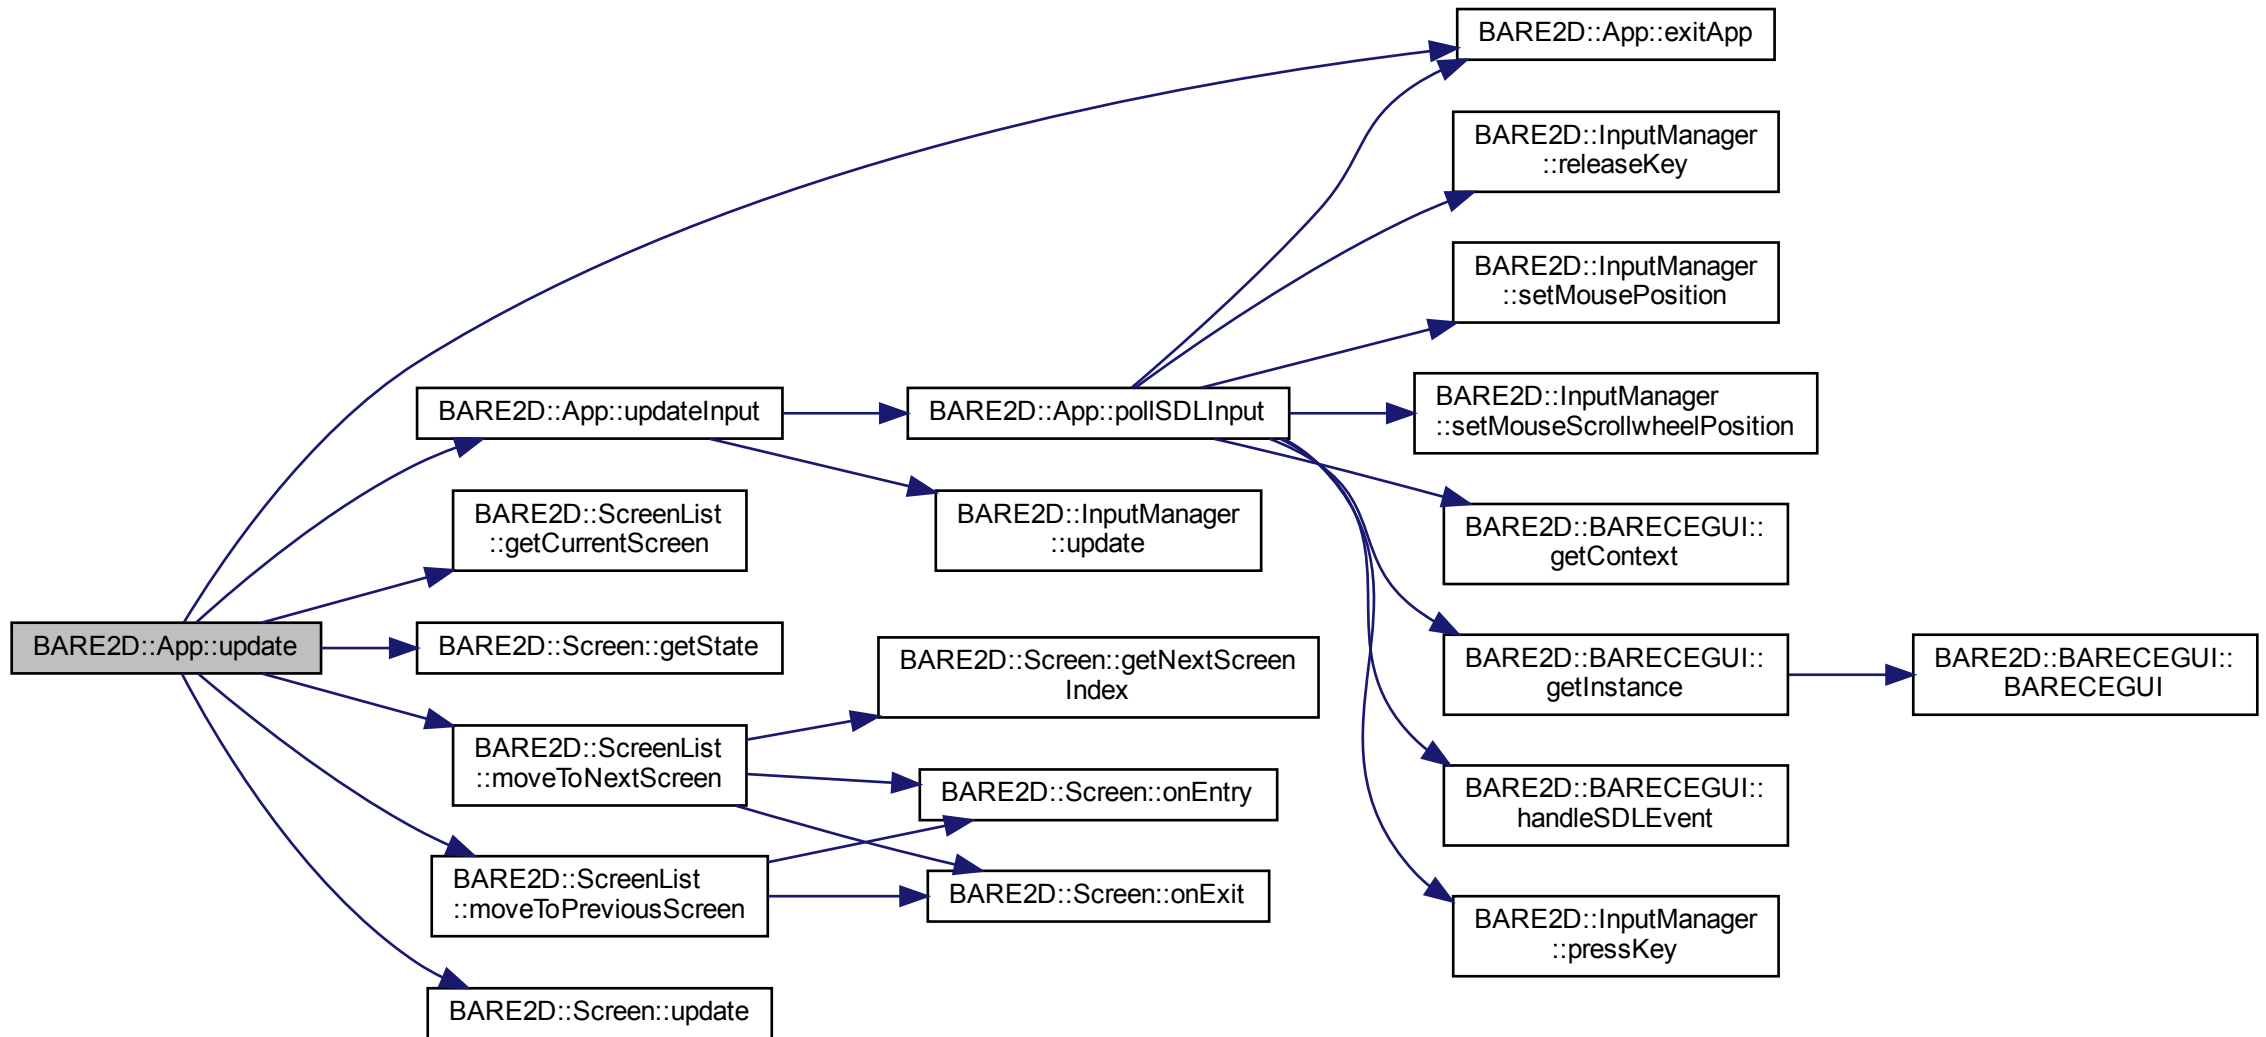 BARE2D::App::update
BARE2D::App::exitApp
BARE2D::App::updateInput
BARE2D::App::pollSDLInput
BARE2D::InputManager
::releaseKey
BARE2D::InputManager
::setMousePosition
BARE2D::InputManager
::setMouseScrollwheelPosition
BARE2D::BARECEGUI::
getContext
BARE2D::BARECEGUI::
getInstance
BARE2D::BARECEGUI::
BARECEGUI
BARE2D::BARECEGUI::
handleSDLEvent
BARE2D::InputManager
::pressKey
BARE2D::InputManager
::update
BARE2D::ScreenList
::getCurrentScreen
BARE2D::Screen::getState
BARE2D::ScreenList
::moveToNextScreen
BARE2D::Screen::getNextScreen
Index
BARE2D::Screen::onEntry
BARE2D::Screen::onExit
BARE2D::ScreenList
::moveToPreviousScreen
BARE2D::Screen::update